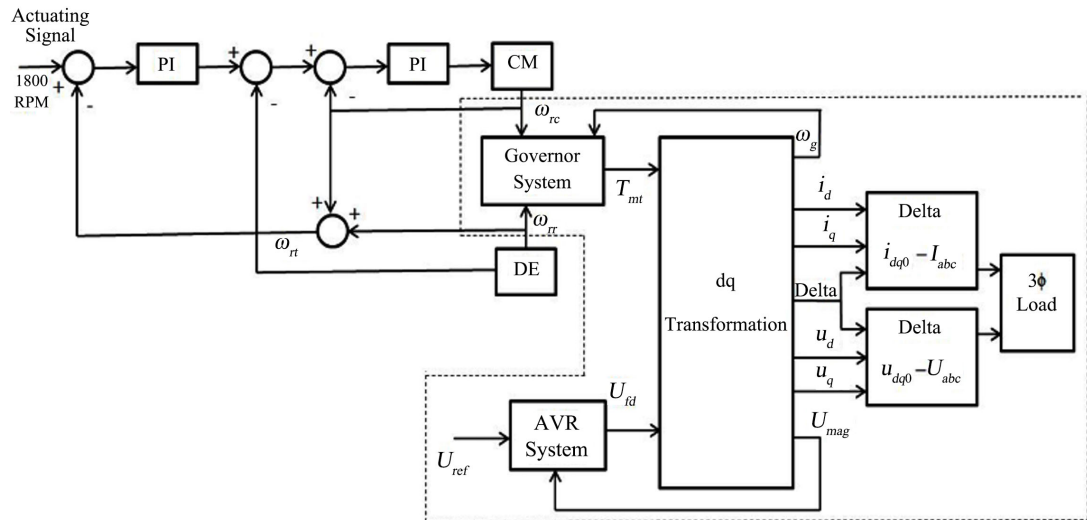 Actuating
Signal
1800
RPM
+
-
PI
+
-
+
-
PI
CM
ω_rc
Governor
System
T_mt
ω_g
+
+
ω_rt
ω_rr
DE
dq
Transformation
i_d
i_q
Delta
u_d
u_q
U_mag
Delta
i_dq0 – I_abc
Delta
u_dq0 – U_abc
3ϕ
Load
U_ref
AVR
System
U_fd